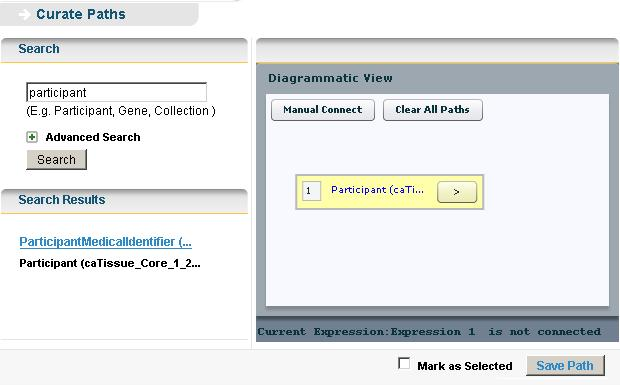 Curate Paths
Search
participant
(E.g. Participant, Gene, Collection )
Advanced Search
Search
Search Results
ParticipantMedicalIdentifier (...
Participant (caTissue_Core_1_2...
Diagrammatic View
Manual Connect
Clear All Paths
1
Participant (caTi...
>
Current Expression:Expression 1 is not connected
Mark as Selected
Save Path